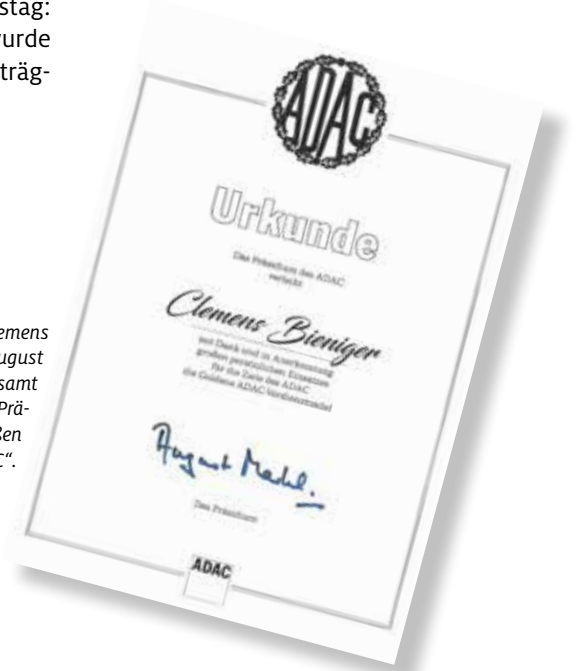 stag:
wurde
träg-
emens
ugust
samt
Prä-
ßen
C“.
ADAC
Urkunde
Das Präsidium des ADAC
verleiht
Clemens Bieniger
mit Dank und in Anerkennung
großen persönlichen Einsatzes
für die Ziele des ADAC
die Goldene ADAC-Verdienstnadel
August Markl.
Das Präsidium
ADAC